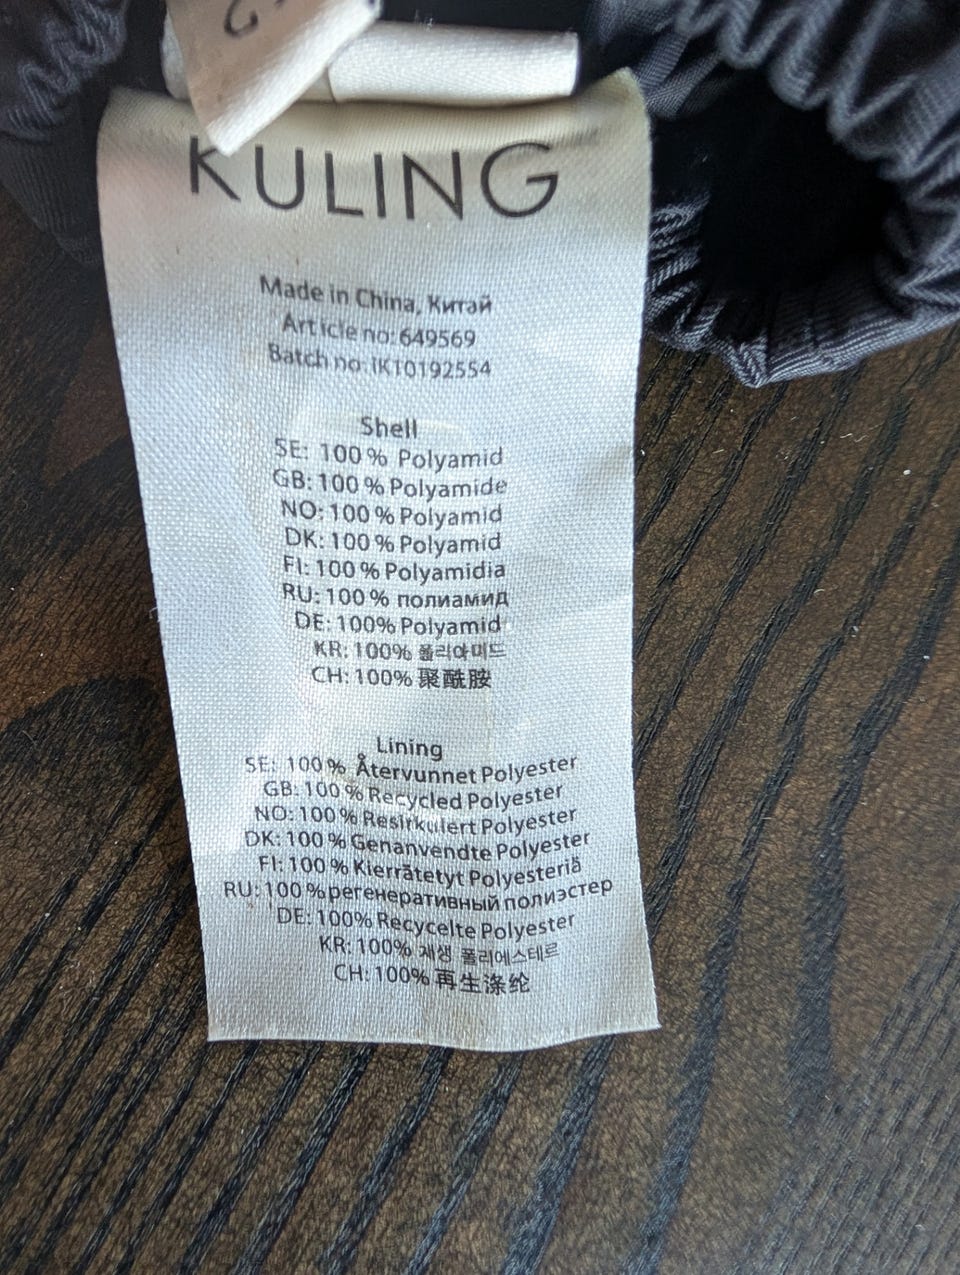 G
KULING
Made in China, Китай
Article no: 649569
Batch no: IKT0192554
Shell
SE: 100 % Polyamid
GB: 100 % Polyamide
NO: 100 % Polyamid
DK: 100 % Polyamid
FI: 100 % Polyamidia
RU: 100 % полиамид
DE: 100% Polyamid
KR: 100% 폴리아미드
CH: 100% 聚酰胺
Lining
SE: 100 % Återvunnet Polyester
GB: 100 % Recycled Polyester
NO: 100 % Resirkulert Polyester
DK: 100 % Genanvendte Polyester
FI: 100 % Kierrätetyt Polyesteriä
RU: 100 % регенеративный полиэстер
DE: 100% Recycelte Polyester
KR: 100% 재생 폴리에스테르
CH: 100% 再生涤纶